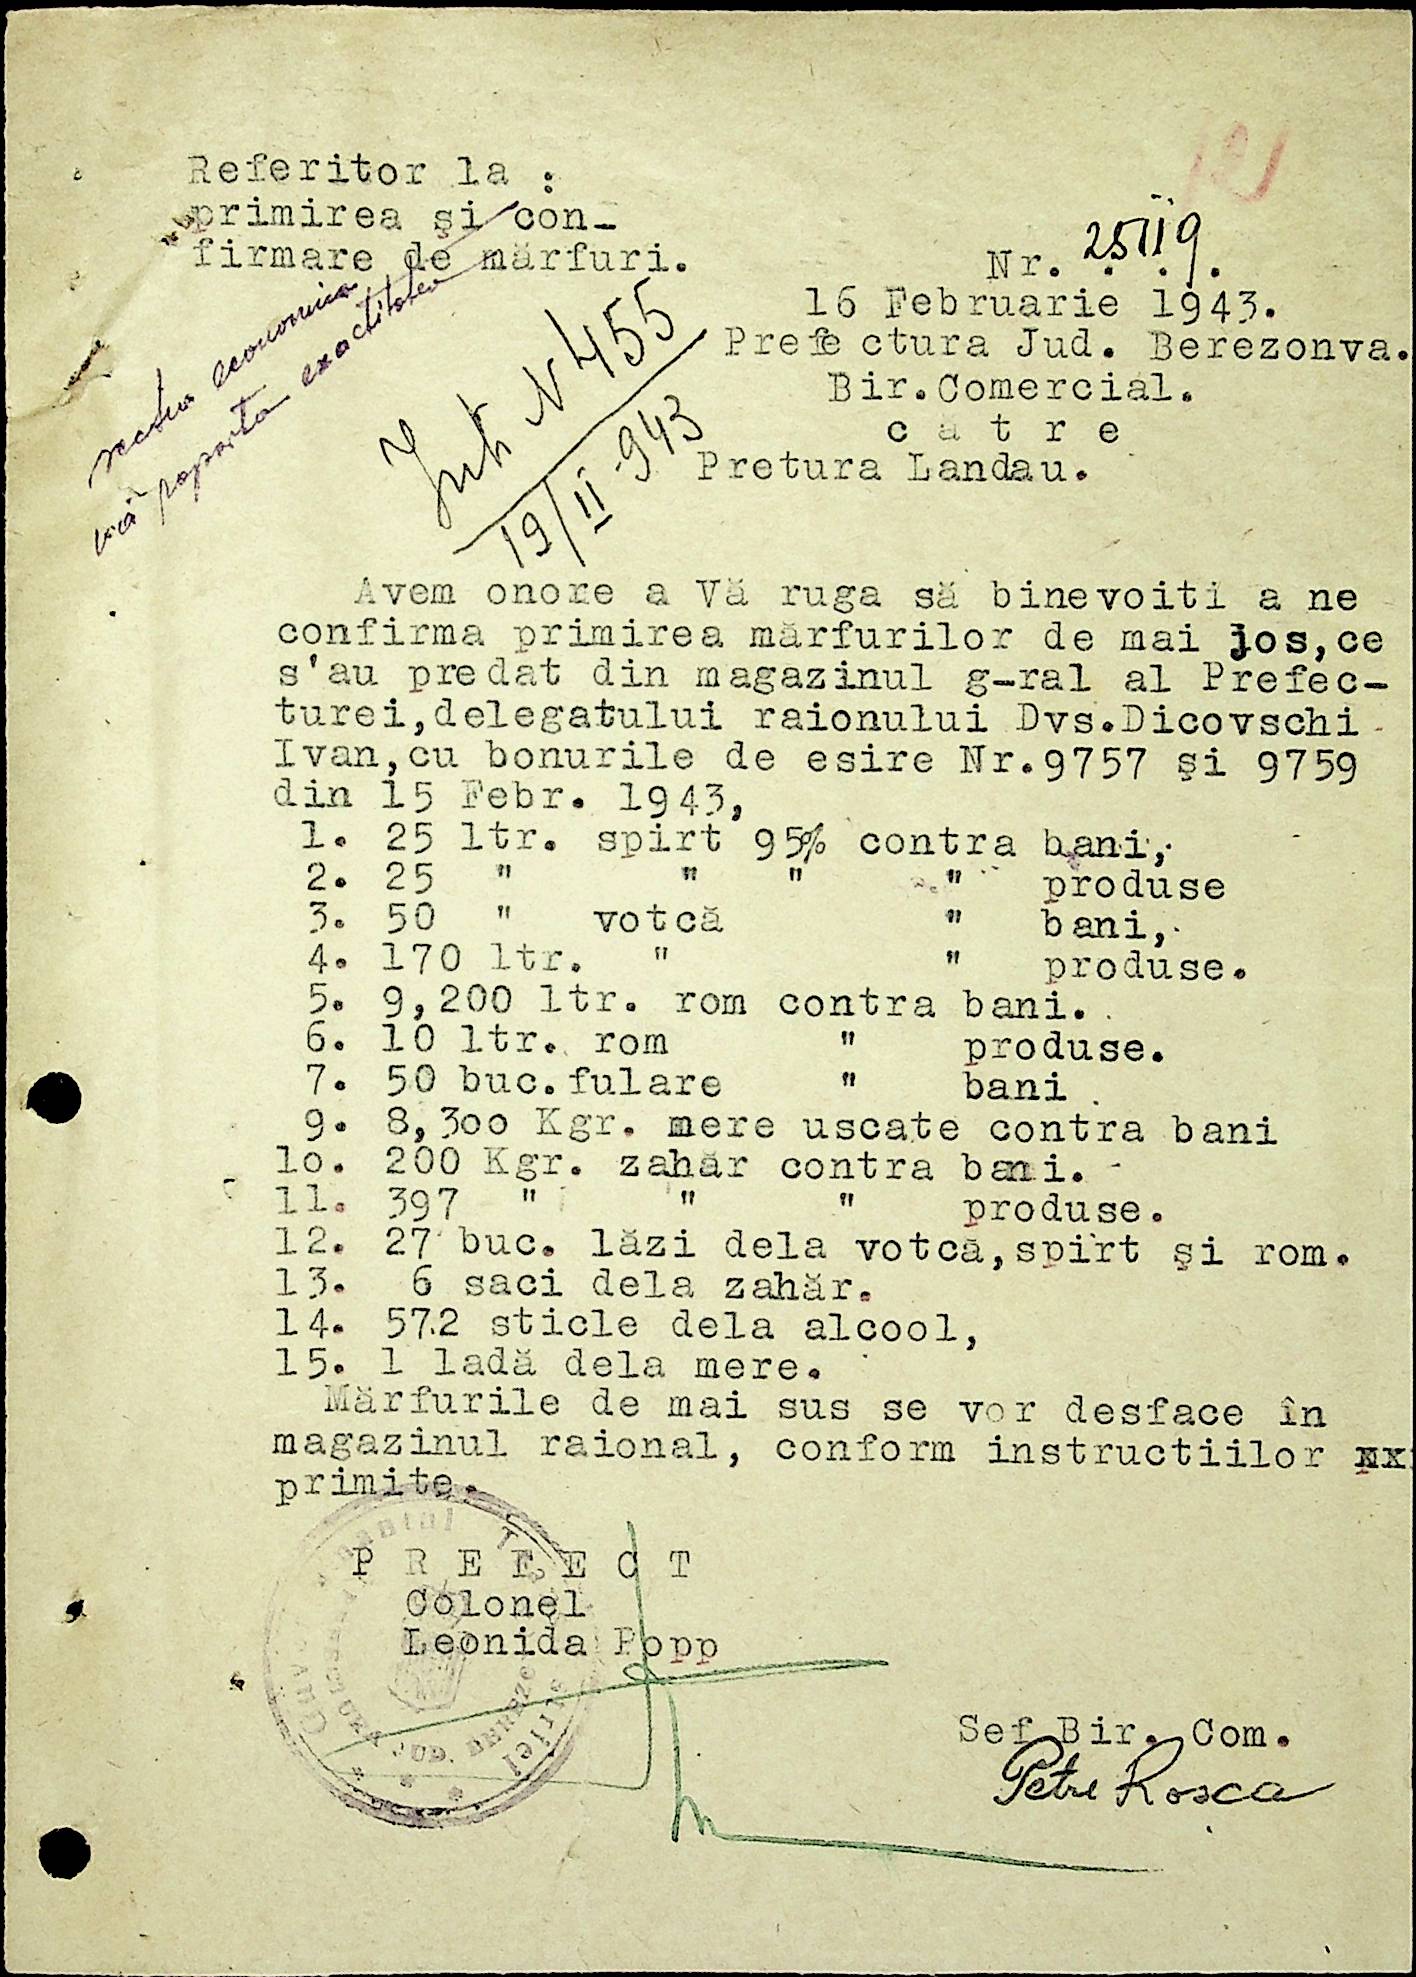 Referitor la :
primirea şi con-
firmare de mărfuri.
Nr. 25119.
16 Februarie 1943.
Prefectura Jud. Berezonva.
Bir.Comercial.
c a t r e
Pretura Landau.
economica
exactitatea
N 455
19/II 943
Avem onore a Vă ruga să binevoiti a ne
confirma primirea mărfurilor de mai jos,ce
s'au predat din magazinul g-ral al Prefec-
turei,delegatului raionului Dvs.Dicovschi
Ivan,cu bonurile de esire Nr.9757 şi 9759
din 15 Febr. 1943,
1. 25 ltr. spirt 95% contra bani,
2. 25 " " " " produse
3. 50 " votcă " bani,
4. 170 ltr. " " produse.
5. 9,200 ltr. rom contra bani.
6. 10 ltr. rom " produse.
7. 50 buc.fulare " bani
9. 8,3oo Kgr. mere uscate contra bani
1o. 200 Kgr. zahăr contra bani.
11. 397 " " " produse.
12. 27 buc. lăzi dela votcă,spirt şi rom.
13. 6 saci dela zahăr.
14. 572 sticle dela alcool,
15. 1 ladă dela mere.
Mărfurile de mai sus se vor desface în
magazinul raional, conform instructiilor
primite.
P R E F E C T
Colonel
Leonida Popp
JUD. BEREZO
Sef Bir. Com.
Petre Rosca